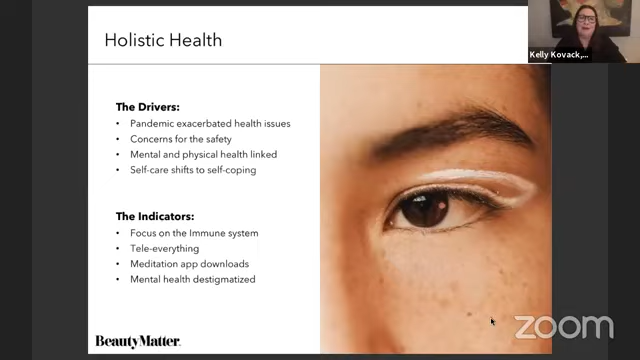 Holistic Health
Kelly Kovack,...
The Drivers:
• Pandemic exacerbated health issues
• Concerns for the safety
• Mental and physical health linked
• Self-care shifts to self-coping
The Indicators:
• Focus on the Immune system
• Tele-everything
• Meditation app downloads
• Mental health destigmatized
BeautyMatter.
zoom